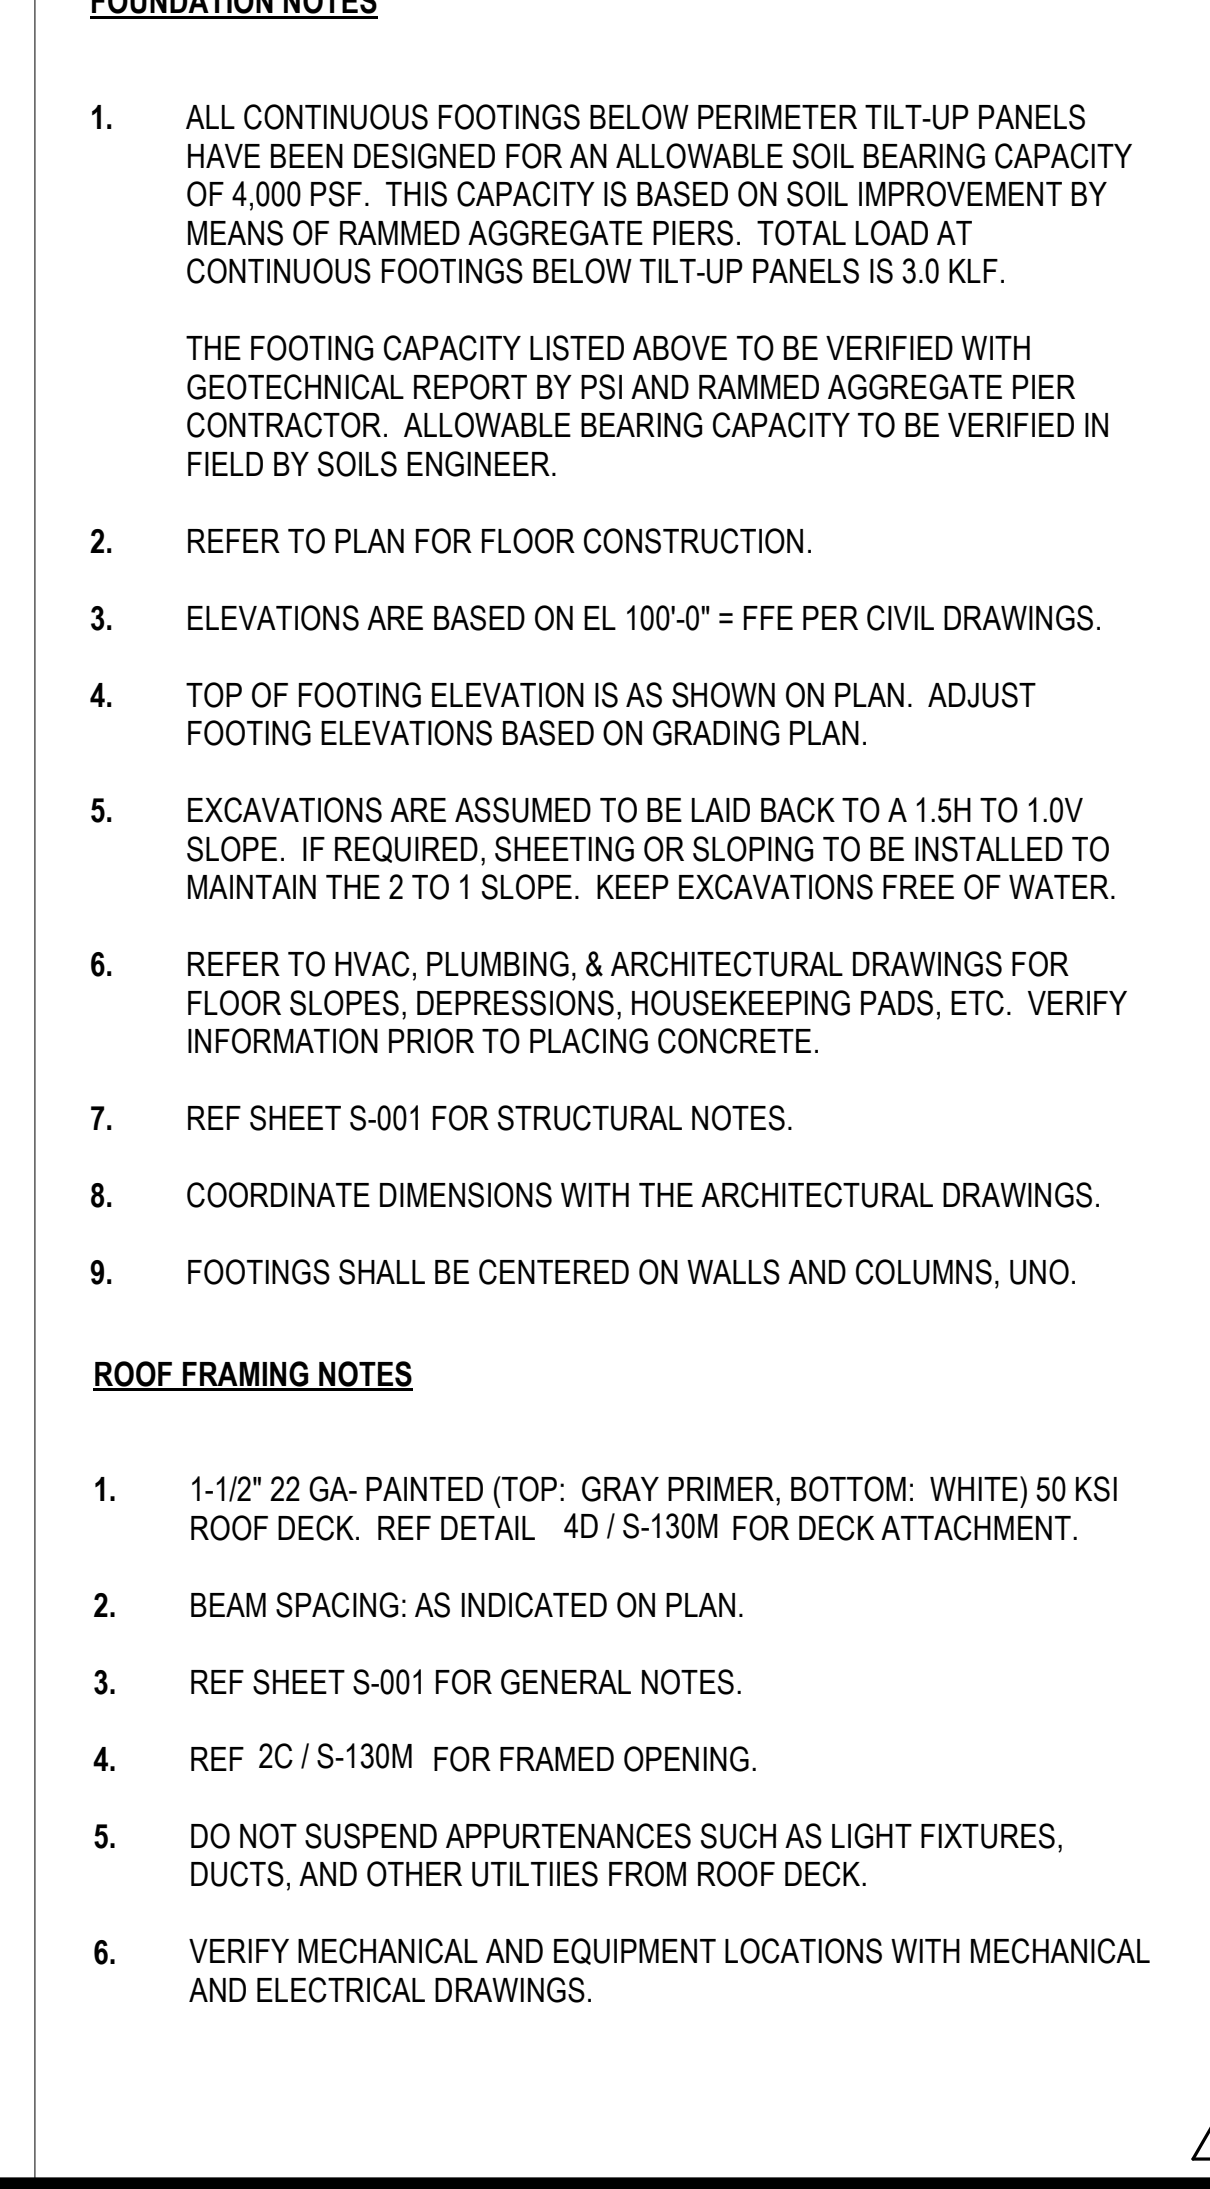 FOUNDATION NOTES
1. ALL CONTINUOUS FOOTINGS BELOW PERIMETER TILT-UP PANELS
HAVE BEEN DESIGNED FOR AN ALLOWABLE SOIL BEARING CAPACITY
OF 4,000 PSF. THIS CAPACITY IS BASED ON SOIL IMPROVEMENT BY
MEANS OF RAMMED AGGREGATE PIERS. TOTAL LOAD AT
CONTINUOUS FOOTINGS BELOW TILT-UP PANELS IS 3.0 KLF.
THE FOOTING CAPACITY LISTED ABOVE TO BE VERIFIED WITH
GEOTECHNICAL REPORT BY PSI AND RAMMED AGGREGATE PIER
CONTRACTOR. ALLOWABLE BEARING CAPACITY TO BE VERIFIED IN
FIELD BY SOILS ENGINEER.
2. REFER TO PLAN FOR FLOOR CONSTRUCTION.
3. ELEVATIONS ARE BASED ON EL 100'-0" = FFE PER CIVIL DRAWINGS.
4. TOP OF FOOTING ELEVATION IS AS SHOWN ON PLAN. ADJUST
FOOTING ELEVATIONS BASED ON GRADING PLAN.
5. EXCAVATIONS ARE ASSUMED TO BE LAID BACK TO A 1.5H TO 1.0V
SLOPE. IF REQUIRED, SHEETING OR SLOPING TO BE INSTALLED TO
MAINTAIN THE 2 TO 1 SLOPE. KEEP EXCAVATIONS FREE OF WATER.
6. REFER TO HVAC, PLUMBING, & ARCHITECTURAL DRAWINGS FOR
FLOOR SLOPES, DEPRESSIONS, HOUSEKEEPING PADS, ETC. VERIFY
INFORMATION PRIOR TO PLACING CONCRETE.
7. REF SHEET S-001 FOR STRUCTURAL NOTES.
8. COORDINATE DIMENSIONS WITH THE ARCHITECTURAL DRAWINGS.
9. FOOTINGS SHALL BE CENTERED ON WALLS AND COLUMNS, UNO.
ROOF FRAMING NOTES
1. 1-1/2" 22 GA- PAINTED (TOP: GRAY PRIMER, BOTTOM: WHITE) 50 KSI
ROOF DECK. REF DETAIL 4D / S-130M FOR DECK ATTACHMENT.
2. BEAM SPACING: AS INDICATED ON PLAN.
3. REF SHEET S-001 FOR GENERAL NOTES.
4. REF 2C / S-130M FOR FRAMED OPENING.
5. DO NOT SUSPEND APPURTENANCES SUCH AS LIGHT FIXTURES,
DUCTS, AND OTHER UTILTIIES FROM ROOF DECK.
6. VERIFY MECHANICAL AND EQUIPMENT LOCATIONS WITH MECHANICAL
AND ELECTRICAL DRAWINGS.